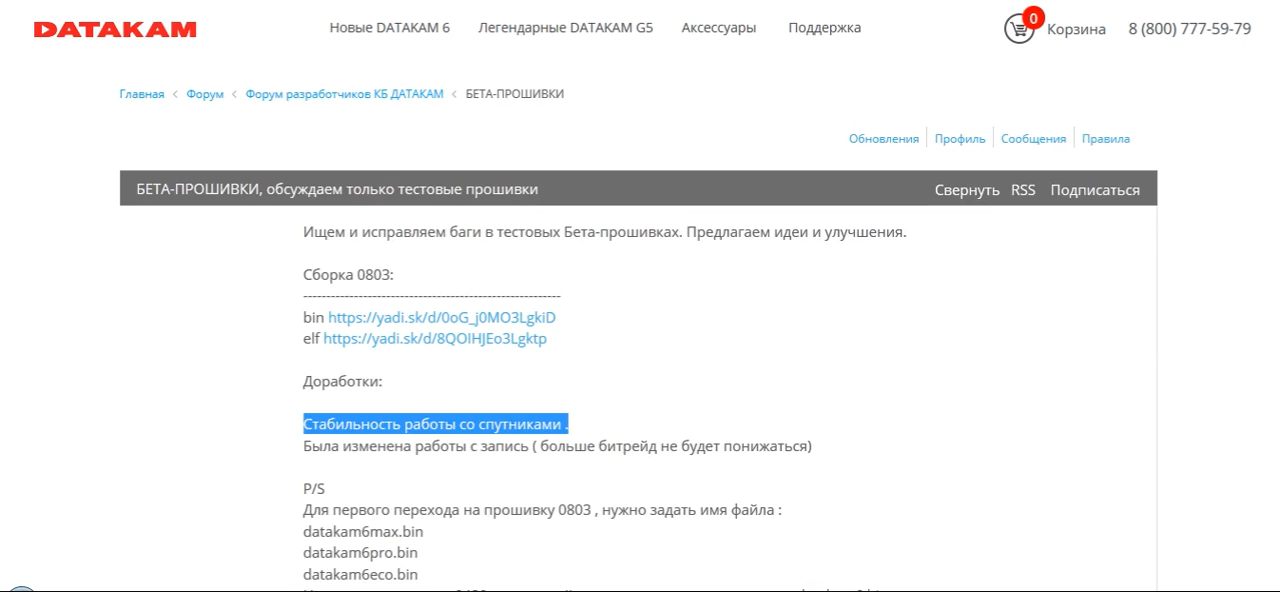 DATAKAM
Новые DATAKAM 6 Легендарные DATAKAM G5 Аксессуары Поддержка
0
Корзина 8 (800) 777-59-79
Главная < Форум < Форум разработчиков КБ ДАТАКАМ < БЕТА-ПРОШИВКИ
Обновления Профиль Сообщения Правила
БЕТА-ПРОШИВКИ, обсуждаем только тестовые прошивки
Свернуть RSS Подписаться
Ищем и исправляем баги в тестовых Бета-прошивках. Предлагаем идеи и улучшения.
Сборка 0803:
--------------------------------------------------------
bin https://yadi.sk/d/0oG_j0MO3LgkiD
elf https://yadi.sk/d/8QOIHJEo3Lgktp
Доработки:
Стабильность работы со спутниками .
Была изменена работы с запись ( больше битрейд не будет понижаться)
P/S
Для первого перехода на прошивку 0803 , нужно задать имя файла :
datakam6max.bin
datakam6pro.bin
datakam6eco.bin